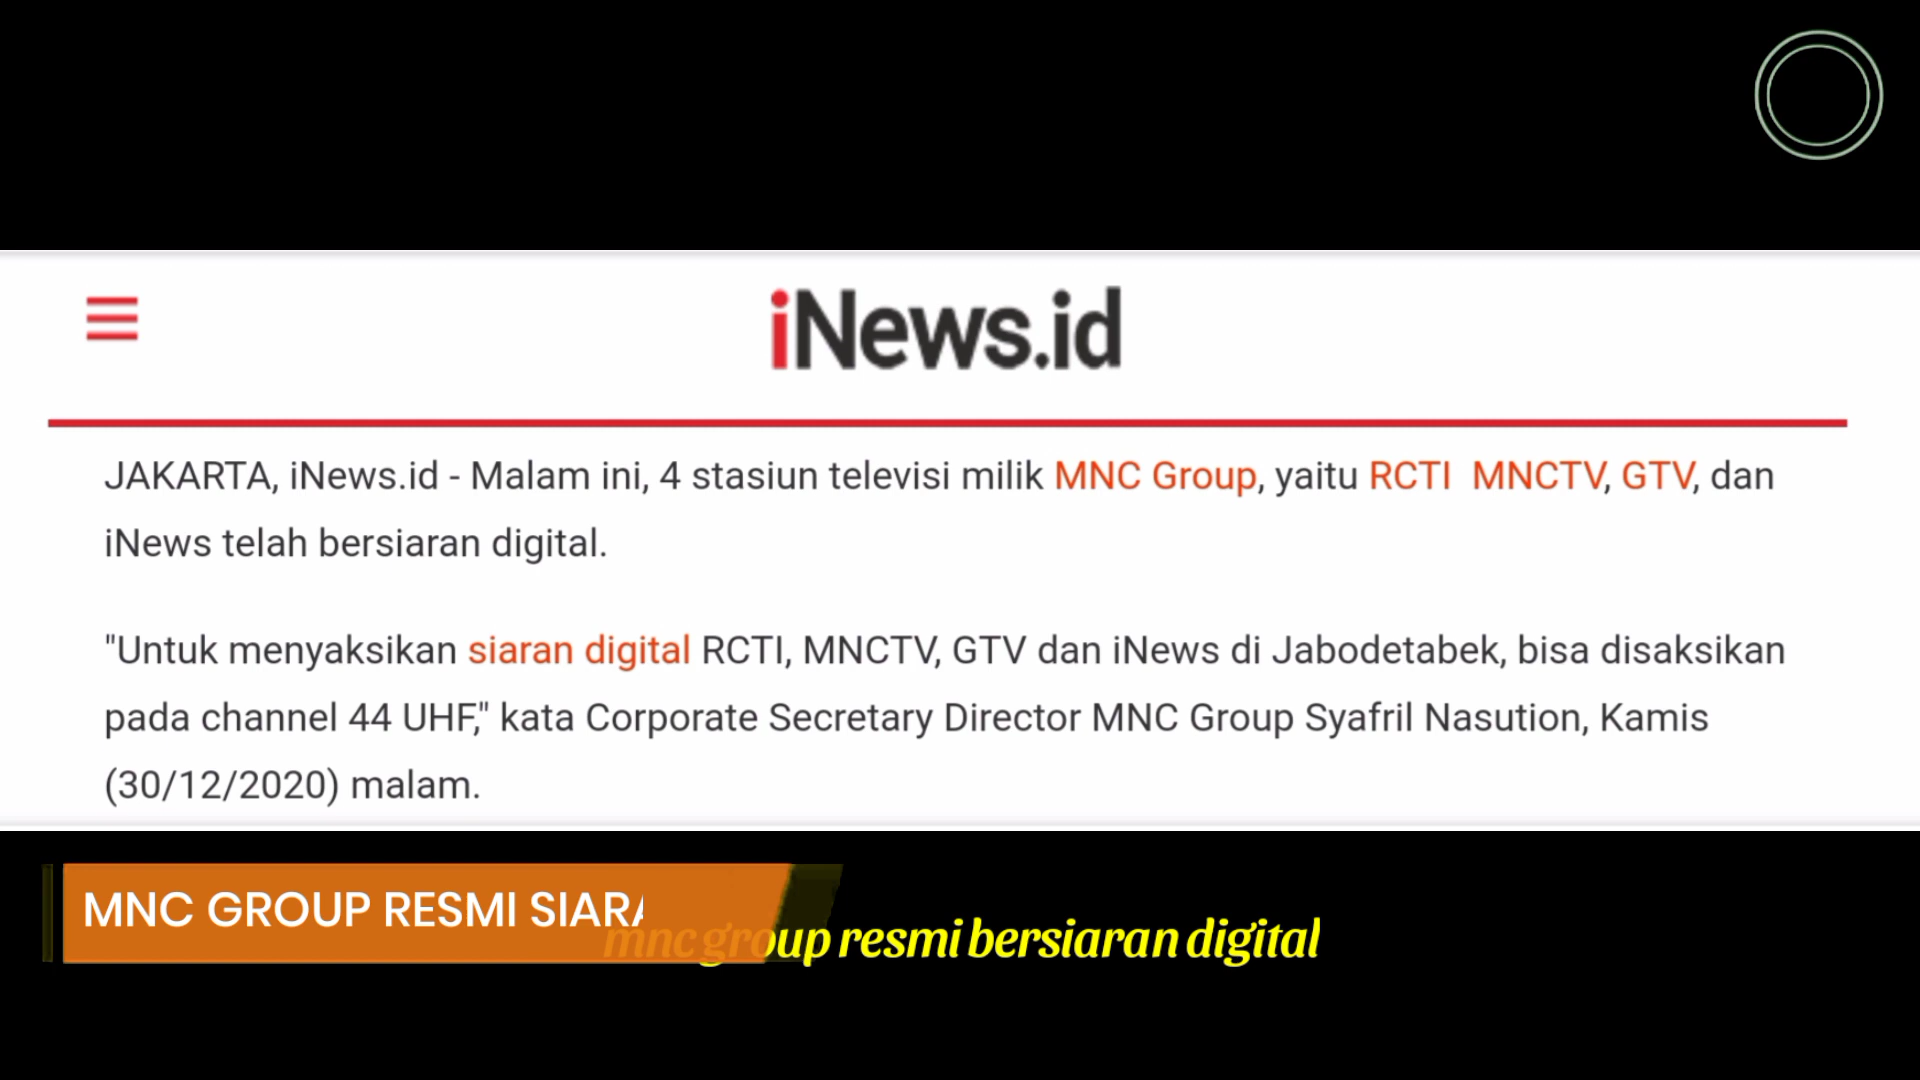 iNews.id
JAKARTA, iNews.id - Malam ini, 4 stasiun televisi milik MNC Group, yaitu RCTI  MNCTV, GTV, dan
iNews telah bersiaran digital.
"Untuk menyaksikan siaran digital RCTI, MNCTV, GTV dan iNews di Jabodetabek, bisa disaksikan
pada channel 44 UHF," kata Corporate Secretary Director MNC Group Syafril Nasution, Kamis
(30/12/2020) malam.
MNC GROUP RESMI SIARA
mnc group resmi bersiaran digital